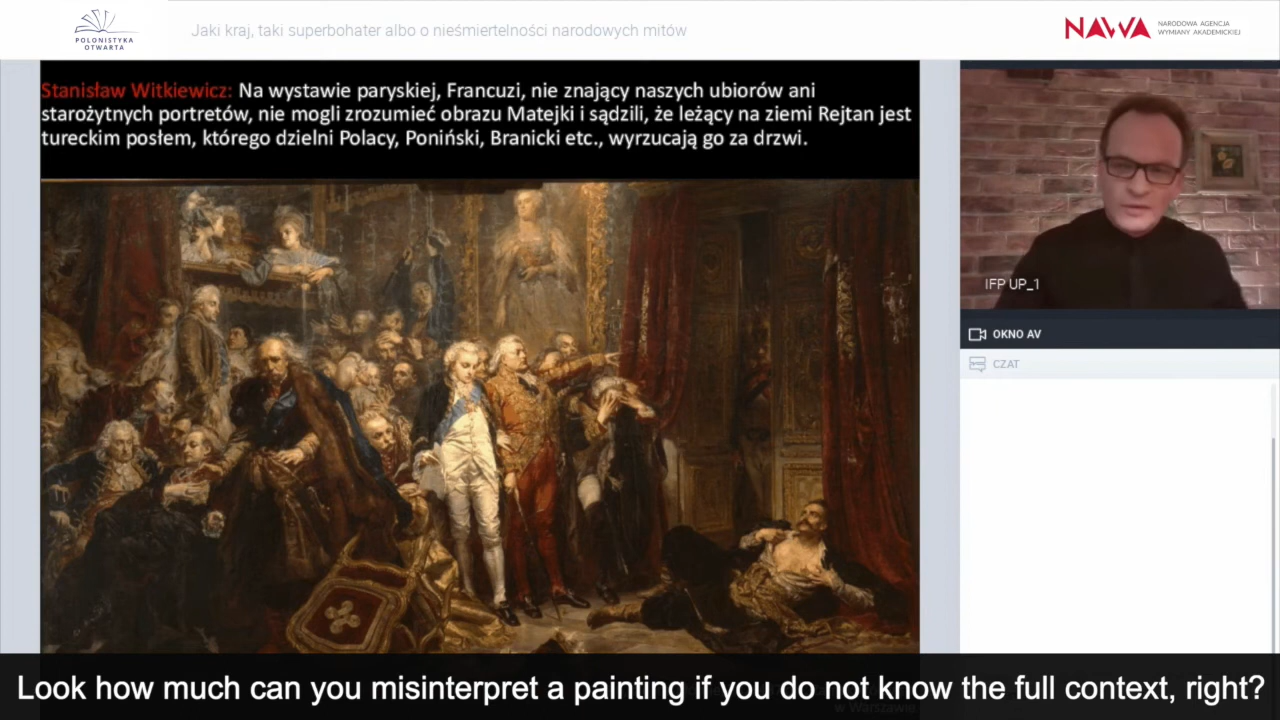 POLONISTYKA
OTWARTA
Jaki kraj, taki superbohater albo o nieśmiertelności narodowych mitów
NAWA
NARODOWA AGENCJA
WYMIANY AKADEMICKIEJ
Stanisław Witkiewicz: Na wystawie paryskiej, Francuzi, nie znający naszych ubiorów ani
starożytnych portretów, nie mogli zrozumieć obrazu Matejki i sądzili, że leżący na ziemi Rejtan jest
tureckim posłem, którego dzielni Polacy, Poniński, Branicki etc., wyrzucają go za drzwi.
IFP UP_1
OKNO AV
CZAT
Look how much can you misinterpret a painting if you do not know the full context, right?
w Warszawie